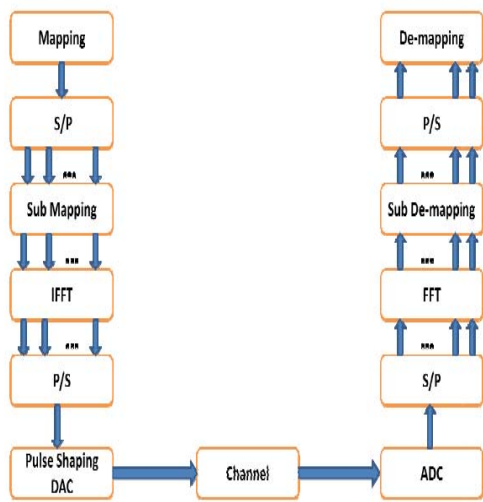 Mapping
S/P
...
Sub Mapping
...
IFFT
...
P/S
Pulse Shaping
DAC
Channel
ADC
S/P
...
FFT
...
Sub De-mapping
...
P/S
De-mapping